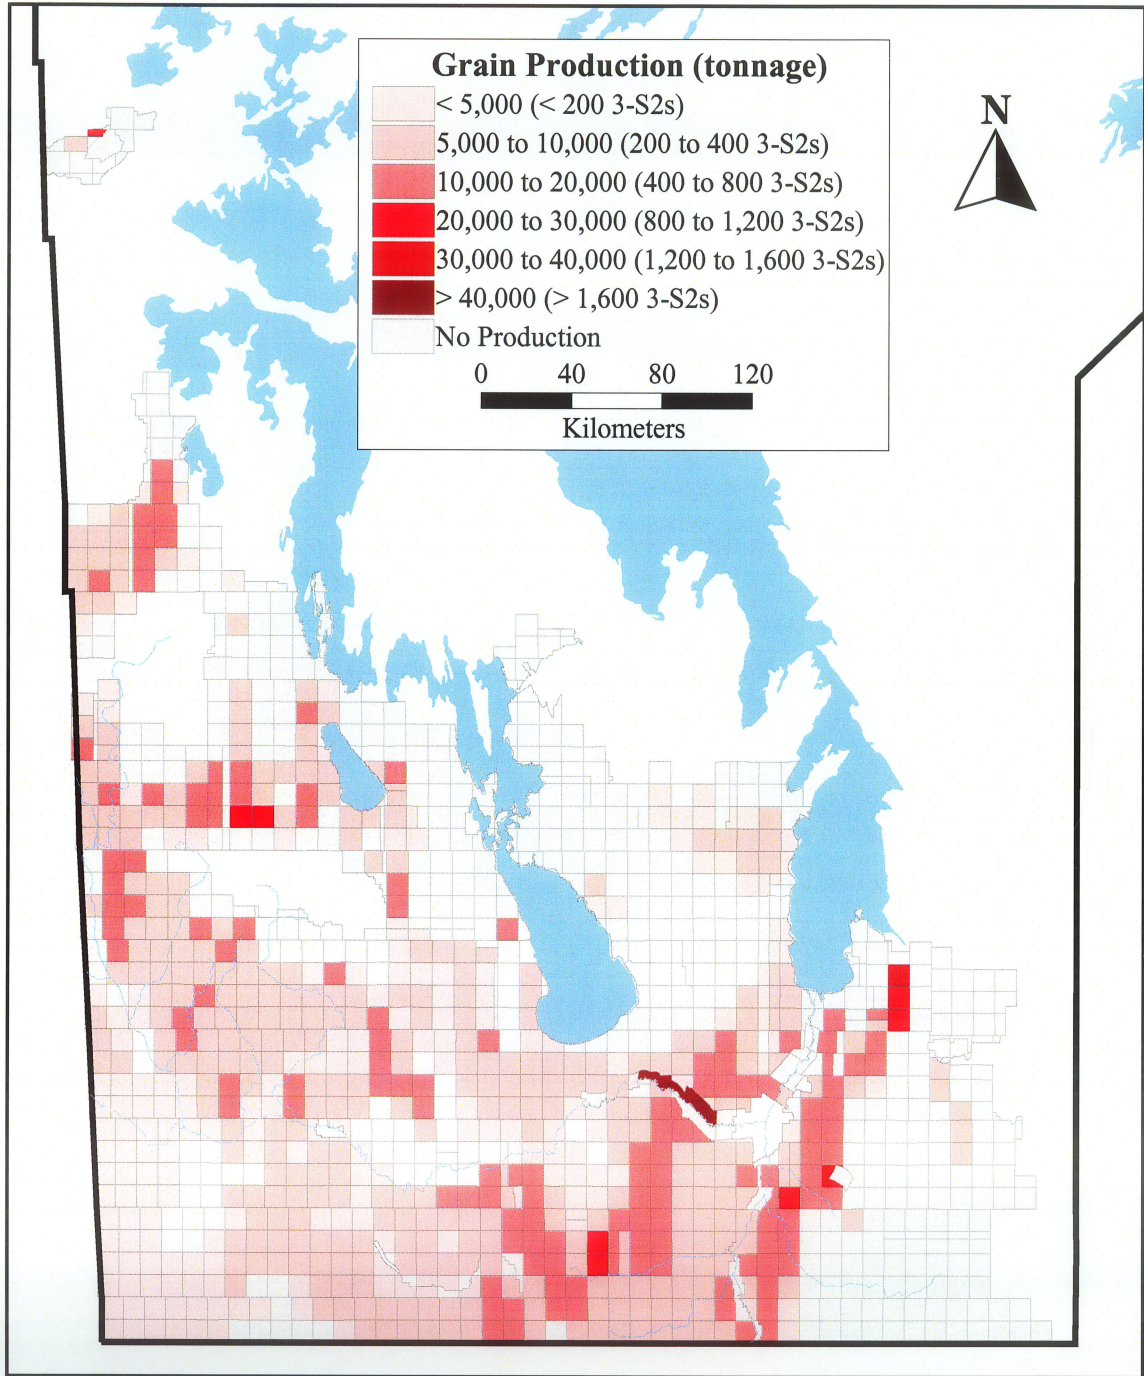 Grain Production (tonnage)
< 5,000 (< 200 3-S2s)
5,000 to 10,000 (200 to 400 3-S2s)
10,000 to 20,000 (400 to 800 3-S2s)
20,000 to 30,000 (800 to 1,200 3-S2s)
30,000 to 40,000 (1,200 to 1,600 3-S2s)
> 40,000 (> 1,600 3-S2s)
No Production
0 40 80 120
Kilometers
N